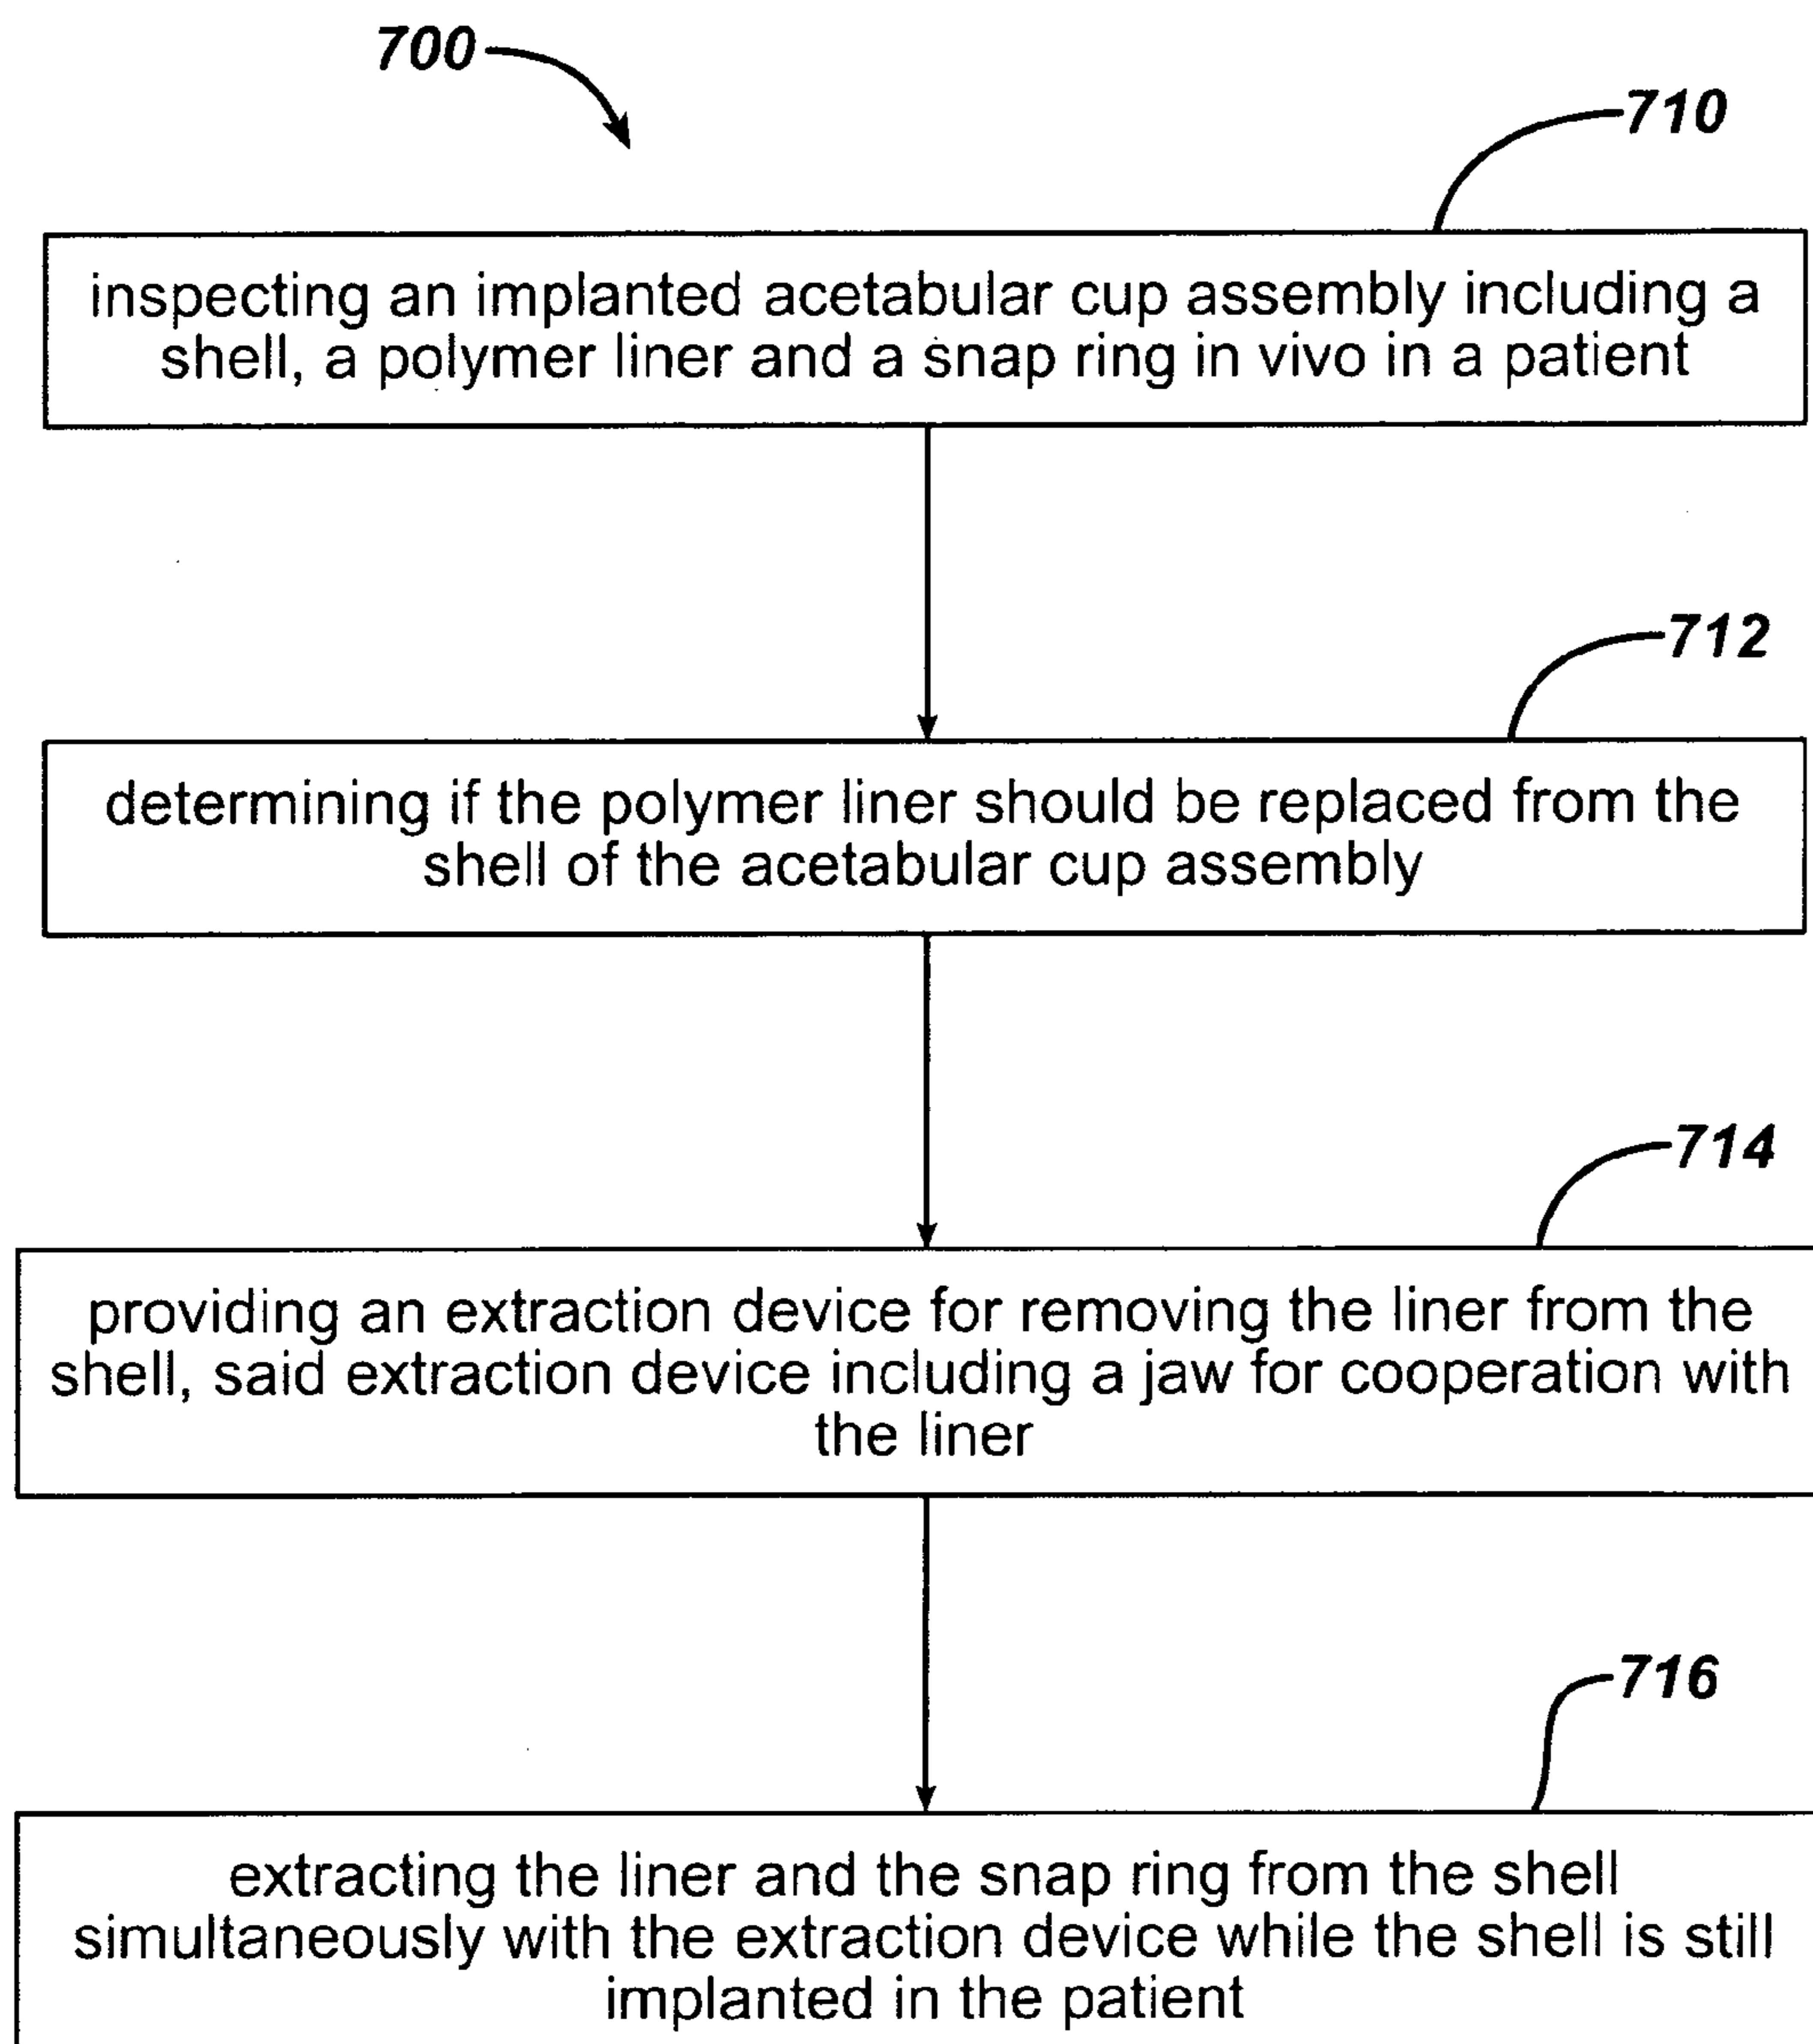 700
710
inspecting an implanted acetabular cup assembly including a
shell, a polymer liner and a snap ring in vivo in a patient
712
determining if the polymer liner should be replaced from the
shell of the acetabular cup assembly
714
providing an extraction device for removing the liner from the
shell, said extraction device including a jaw for cooperation with
the liner
716
extracting the liner and the snap ring from the shell
simultaneously with the extraction device while the shell is still
implanted in the patient